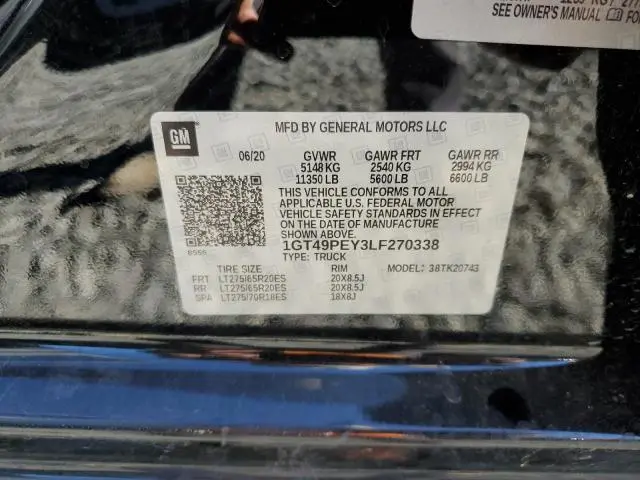 SEE OWNER'S MANUAL
GM
MFD BY GENERAL MOTORS LLC
06/20 GVWR GAWR FRT GAWR RR
5148 KG 2540 KG 2994 KG
11350 LB 5600 LB 6600 LB
THIS VEHICLE CONFORMS TO ALL
APPLICABLE U.S. FEDERAL MOTOR
VEHICLE SAFETY STANDARDS IN EFFECT
ON THE DATE OF MANUFACTURE SHOWN ABOVE.
1GT49PEY3LF270338
8555 TYPE: TRUCK
TIRE SIZE RIM MODEL: 38TK20743
FRT LT275/65R20ES 20X8.5J
RR LT275/65R20ES 20X8.5J
SPA LT275/70R18ES 18X8J